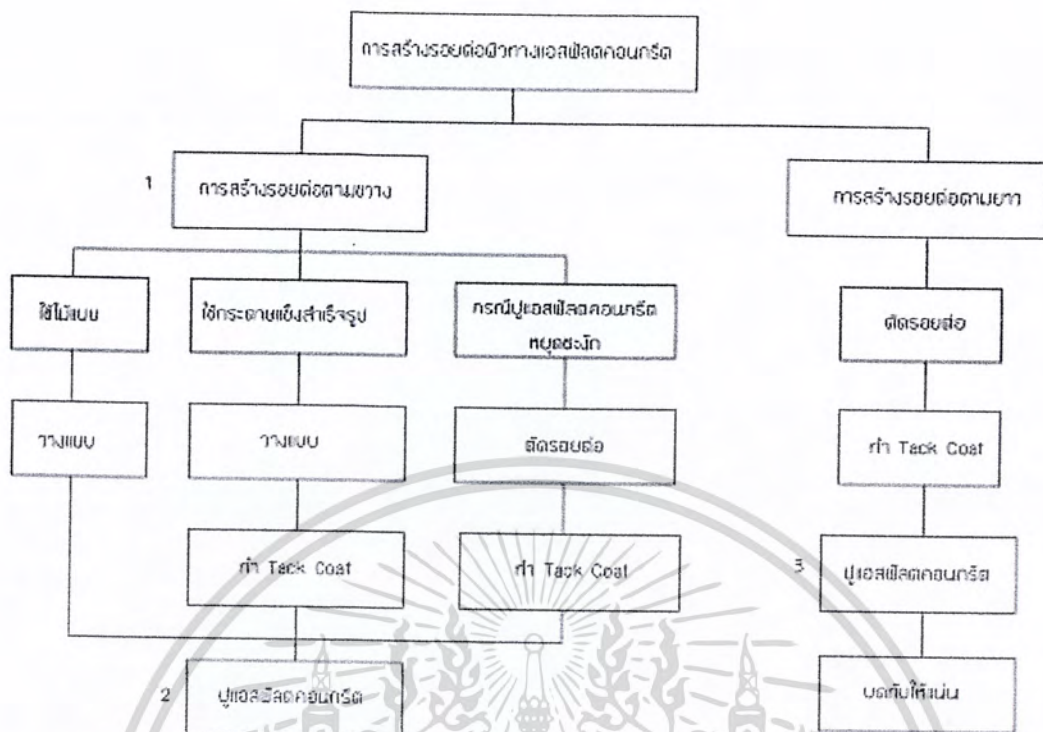 การสร้างรอยต่อผิวทางแอสฟัลตคอนกรีต
1
การสร้างรอยต่อตามขวาง
การสร้างรอยต่อตามยาว
ใช้ไม้แบบ
ใช้กระดาษแข็งสำเร็จรูป
กรณีปูแอสฟัลตคอนกรีต
หยุดชะงัก
ตัดรอยต่อ
วางแบบ
วางแบบ
ตัดรอยต่อ
ทำ Tack Coat
ทำ Tack Coat
ทำ Tack Coat
3
ปูแอสฟัลตคอนกรีต
2
ปูแอสฟัลตคอนกรีต
บดทับให้แน่น